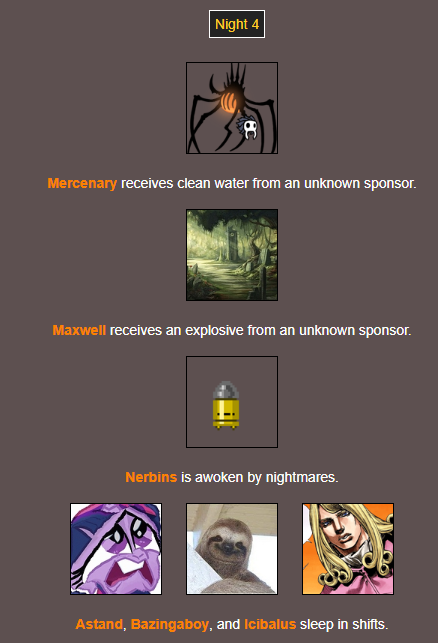 Night 4
Mercenary receives clean water from an unknown sponsor.
Maxwell receives an explosive from an unknown sponsor.
Nerbins is awoken by nightmares.
Astand, Bazingaboy, and Icibalus sleep in shifts.